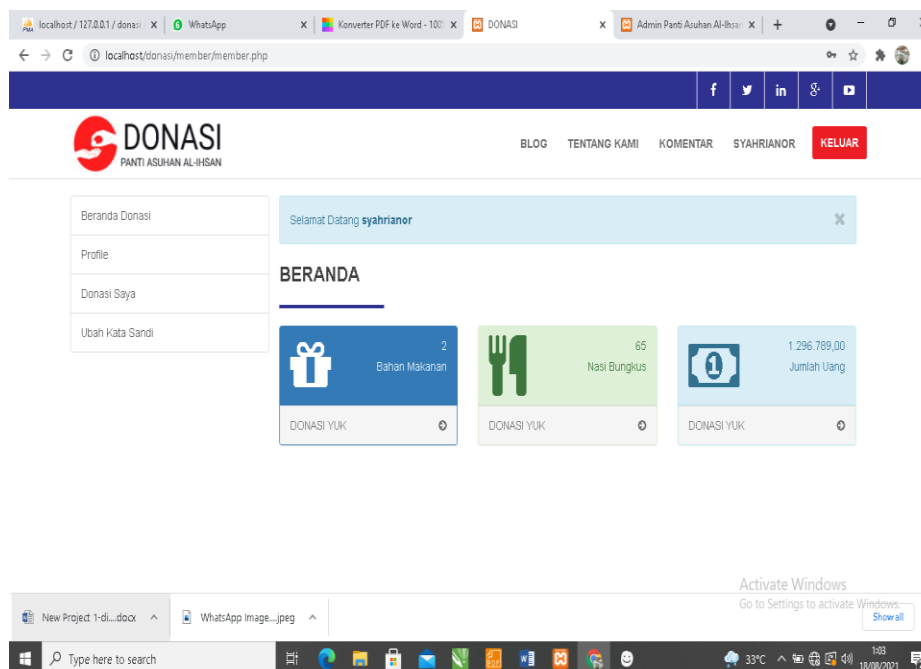 localhost / 127.0.0.1 / donasi
WhatsApp
Konverter PDF ke Word - 100
DONASI
Admin Panti Asuhan Al-Ihsan
localhost/donasi/member/member.php
DONASI
PANTI ASUHAN AL-IHSAN
BLOG TENTANG KAMI KOMENTAR SYAHRIANOR KELUAR
Beranda Donasi
Profile
Donasi Saya
Ubah Kata Sandi
Selamat Datang syahrianor
BERANDA
2
Bahan Makanan
DONASI YUK
65
Nasi Bungkus
DONASI YUK
1.296.789,00
Jumlah Uang
DONASI YUK
Activate Windows
Go to Settings to activate Windows.
New Project 1-di....docx
WhatsApp Image....jpeg
Show all
Type here to search
33°C
1:03
18/08/2021